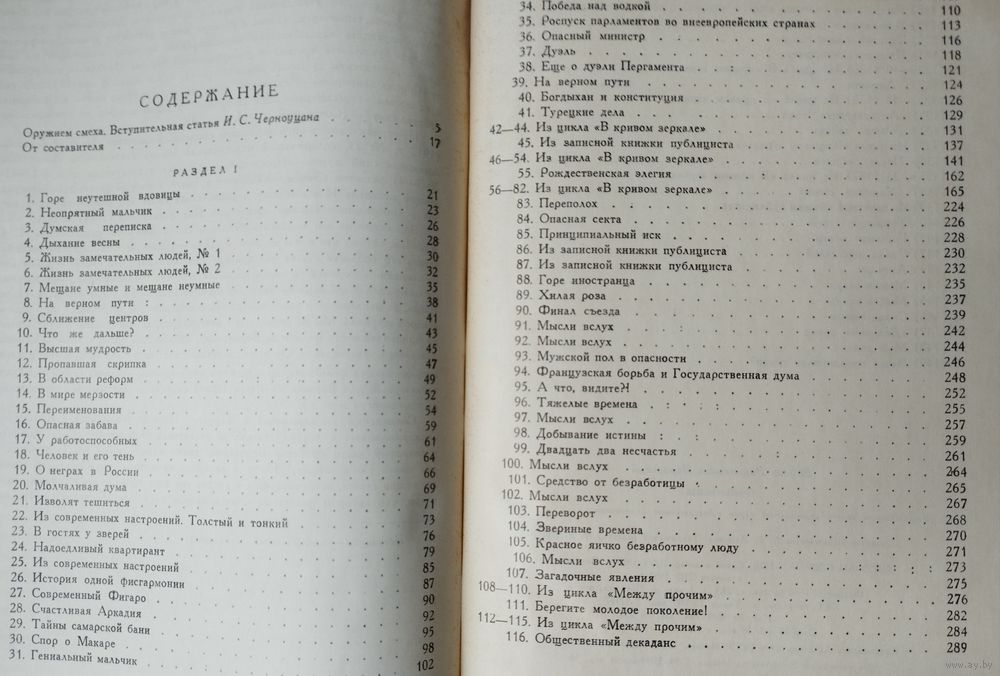 СОДЕРЖАНИЕ
Оружием смеха. Вступительная статья И. С. Черноуцана . 5
От составителя . . . 17
РАЗДЕЛ I
1. Горе неутешной вдовицы . . . 21
2. Неопрятный мальчик . . . 23
3. Думская переписка . . . 26
4. Дыхание весны . . . 28
5. Жизнь замечательных людей, № 1 . . . 30
6. Жизнь замечательных людей, № 2 . . . 32
7. Мещане умные и мещане неумные . . . 35
8. На верном пути . . . 38
9. Сближение центров . . . 41
10. Что же дальше? . . . 43
11. Высшая мудрость . . . 45
12. Пропавшая скрипка . . . 47
13. В области реформ . . . 49
14. В мире мерзости . . . 52
15. Переименования . . . 54
16. Опасная забава . . . 59
17. У работоспособных . . . 61
18. Человек и его тень . . . 64
19. О неграх в России . . . 66
20. Молчаливая дума . . . 69
21. Изволят тешиться . . . 71
22. Из современных настроений. Толстый и тонкий . . . 73
23. В гостях у зверей . . . 76
24. Надоедливый квартирант . . . 79
25. Из современных настроений . . . 85
26. История одной фисгармонии . . . 87
27. Современный Фигаро . . . 90
28. Счастливая Аркадия . . . 92
29. Тайны самарской бани . . . 95
30. Спор о Макаре . . . 98
31. Гениальный мальчик . . . 102
34. Победа над водкой . . . 110
35. Роспуск парламентов во внеевропейских странах . . . 113
36. Опасный министр . . . 116
37. Дуэль . . . 118
38. Еще о дуэли Пергамента . . . 121
39. На верном пути . . . 124
40. Богдыхан и конституция . . . 126
41. Турецкие дела . . . 129
42—44. Из цикла «В кривом зеркале» . . . 131
45. Из записной книжки публициста . . . 137
46—54. Из цикла «В кривом зеркале» . . . 141
55. Рождественская элегия . . . 162
56—82. Из цикла «В кривом зеркале» . . . 165
83. Переполох . . . 224
84. Опасная секта . . . 226
85. Принципиальный иск . . . 228
86. Из записной книжки публициста . . . 230
87. Из записной книжки публициста . . . 232
88. Горе иностранца . . . 235
89. Хилая роза . . . 237
90. Финал съезда . . . 239
91. Мысли вслух . . . 242
92. Мысли вслух . . . 244
93. Мужской пол в опасности . . . 246
94. Французская борьба и Государственная дума . . . 248
95. А что, видите?! . . . 252
96. Тяжелые времена . . . 255
97. Мысли вслух . . . 257
98. Добывание истины . . . 259
99. Двадцать два несчастья . . . 261
100. Мысли вслух . . . 264
101. Средство от безработицы . . . 265
102. Мысли вслух . . . 267
103. Переворот . . . 268
104. Звериные времена . . . 270
105. Красное яичко безработному люду . . . 271
106. Мысли вслух . . . 273
107. Загадочные явления . . . 275
108—110. Из цикла «Между прочим» . . . 276
111. Берегите молодое поколение! . . . 282
112—115. Из цикла «Между прочим» . . . 284
116. Общественный декаданс . . . 289
www.ay.by